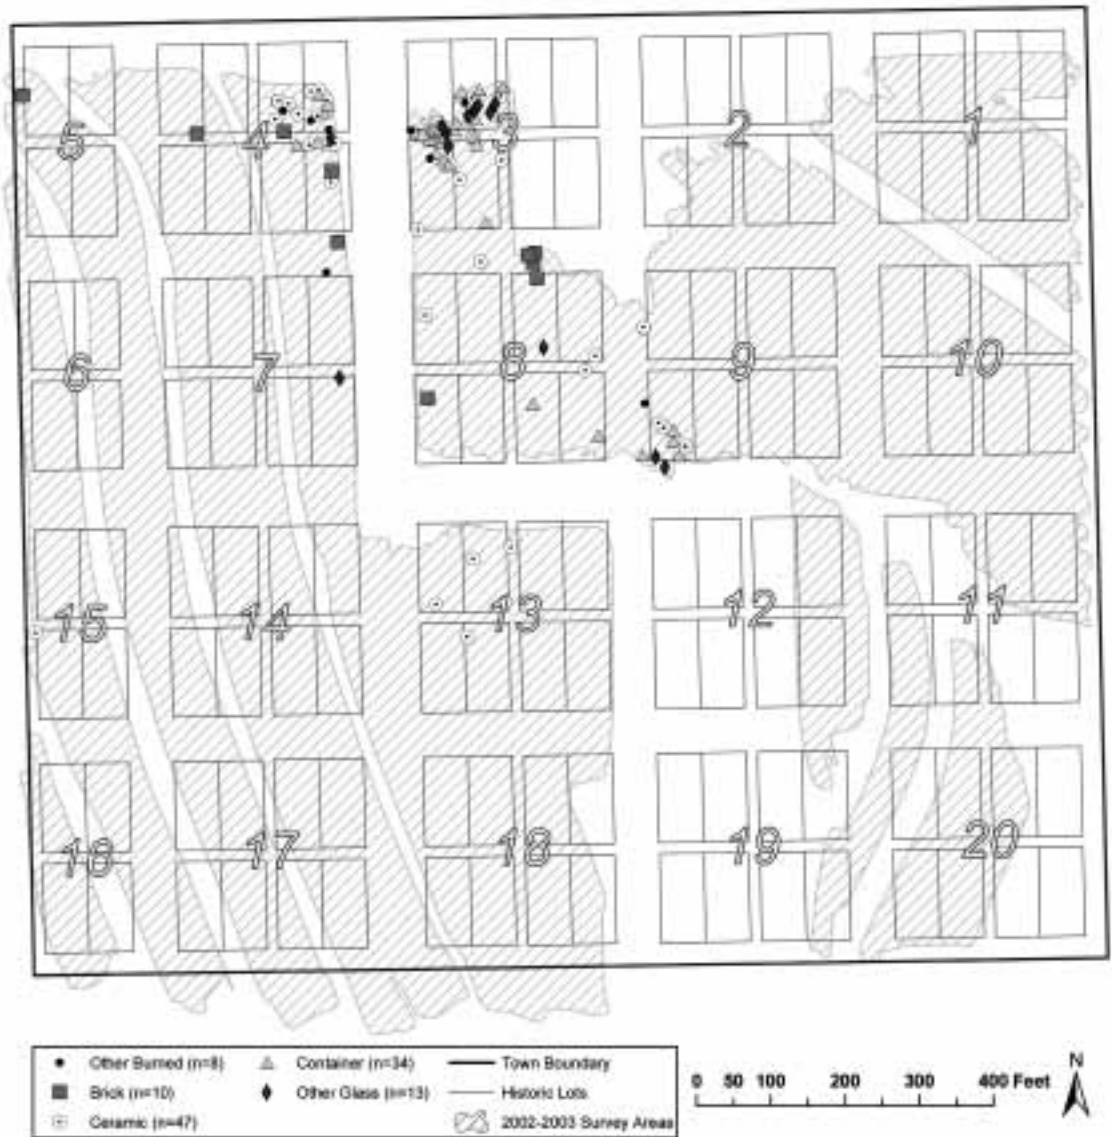 5 4 3 2 1
6 7 8 9 10
15 14 13 12 11
16 17 18 19 20
Other Burned (n=8) Container (n=34) Town Boundary
Brick (n=10) Other Glass (n=13) Historic Lots
Ceramic (n=47) 2002-2003 Survey Areas
0 50 100 200 300 400 Feet
N